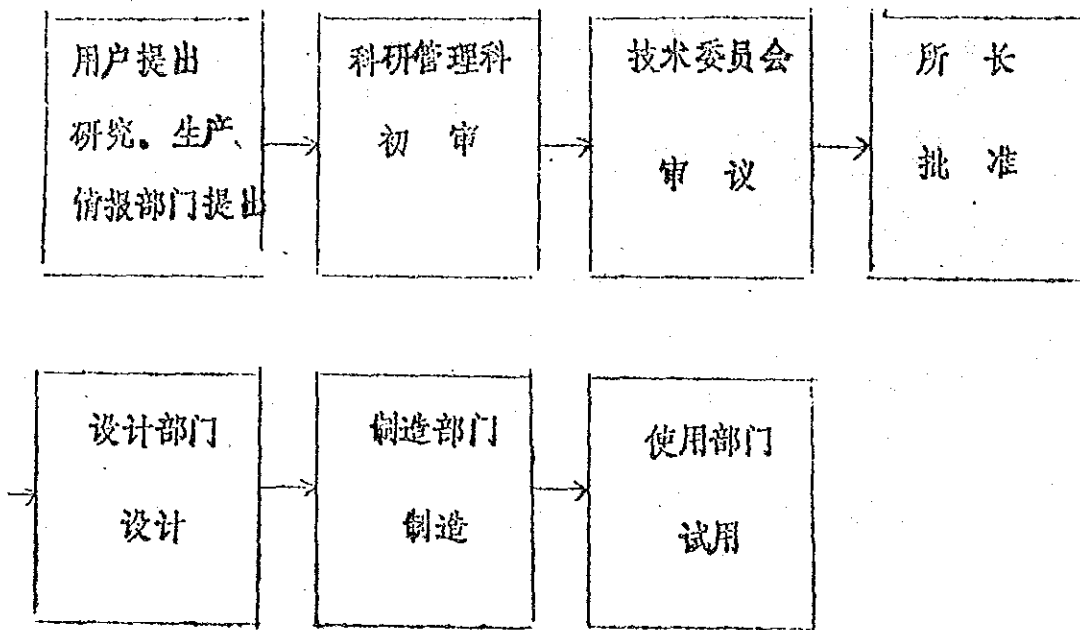 用户提出
研究。生产、
情报部门提出
科研管理科
初 审
技术委员会
审 议
所 长
批 准
设计部门
设计
制造部门
制造
使用部门
试用